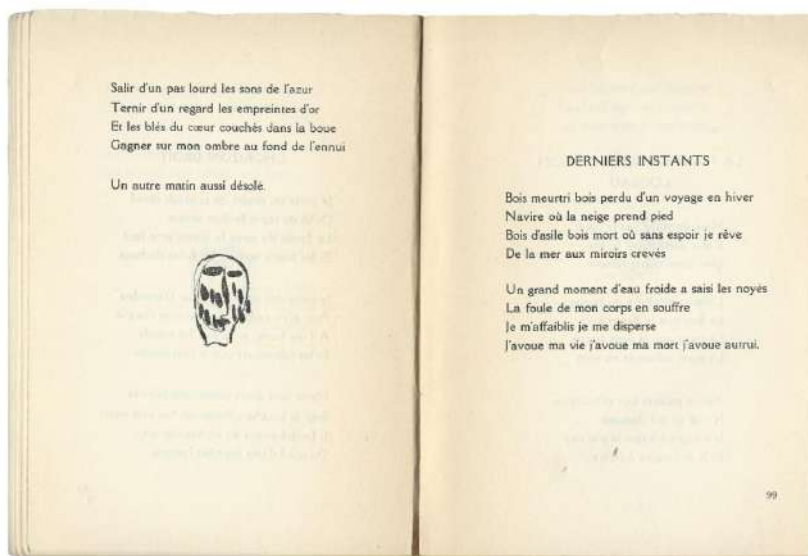 Salir d'un pas lourd les sons de l'azur
Ternir d'un regard les empreintes d'or
Et les blés du cœur couchés dans la boue
Gagner sur mon ombre au fond de l'ennui
Un autre matin aussi désolé.
DERNIERS INSTANTS
Bois meurtri bois perdu d'un voyage en hiver
Navire où la neige prend pied
Bois d'asile bois mort où sans espoir je rêve
De la mer aux miroirs crevés
Un grand moment d'eau froide a saisi les noyés
La foule de mon corps en souffre
Je m'affaiblis je me disperse
J'avoue ma vie j'avoue ma mort j'avoue autrui.
99